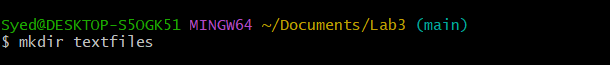 Syed@DESKTOP-S5OGK51 MINGW64 ~/Documents/Lab3 (main)
$ mkdir textfiles